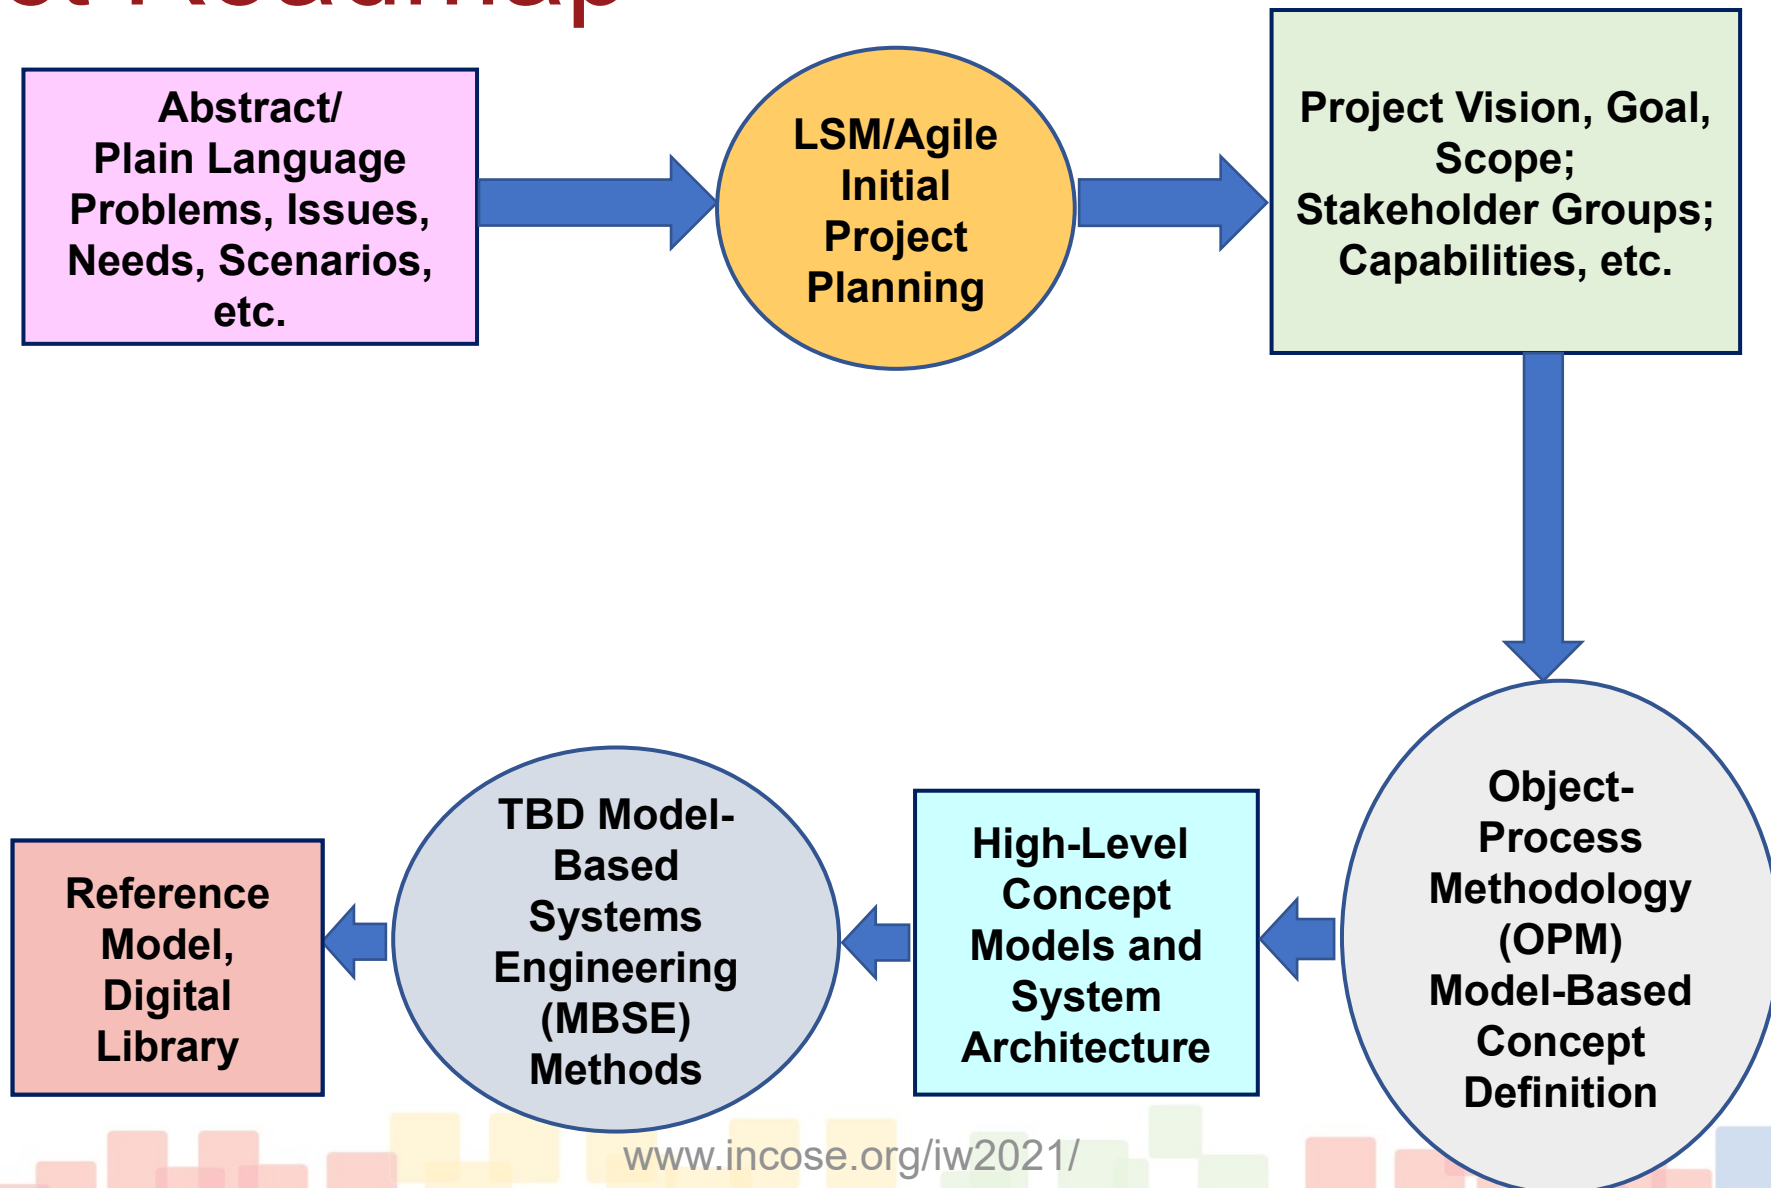 Roadmap
Abstract/
Plain Language
Problems, Issues,
Needs, Scenarios,
etc.
LSM/Agile
Initial
Project
Planning
Project Vision, Goal,
Scope;
Stakeholder Groups;
Capabilities, etc.
Object-
Process
Methodology
(OPM)
Model-Based
Concept
Definition
High-Level
Concept
Models and
System
Architecture
TBD Model-
Based
Systems
Engineering
(MBSE)
Methods
Reference
Model,
Digital
Library
www.incose.org/iw2021/